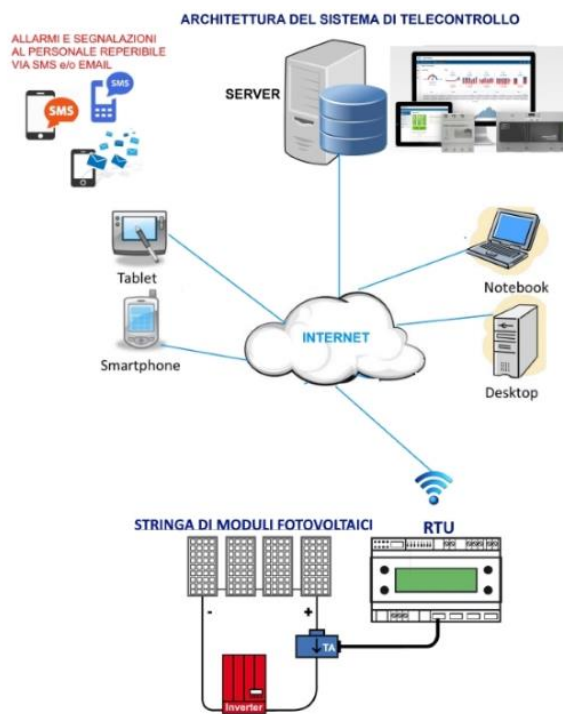 ARCHITETTURA DEL SISTEMA DI TELECONTROLLO
ALLARMI E SEGNALAZIONI
AL PERSONALE REPERIBILE
VIA SMS e/o EMAIL
SMS
SMS
SERVER
Tablet
Notebook
INTERNET
Smartphone
Desktop
STRINGA DI MODULI FOTOVOLTAICI
RTU
-
+
TA
Inverter